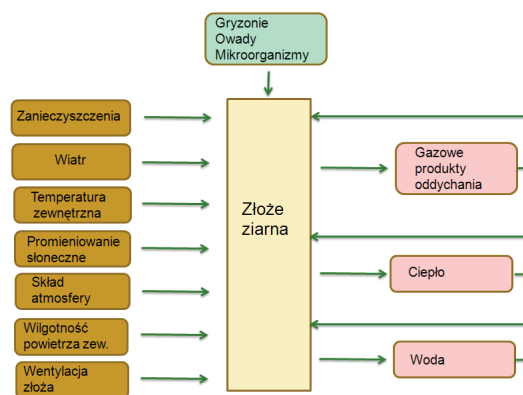 Gryzonie
Owady
Mikroorganizmy
Zanieczyszczenia
Wiatr
Temperatura
zewnętrzna
Promieniowanie
słoneczne
Skład
atmosfery
Wilgotność
powietrza zew.
Wentylacja
złoża
Złoże
ziarna
Gazowe
produkty
oddychania
Ciepło
Woda